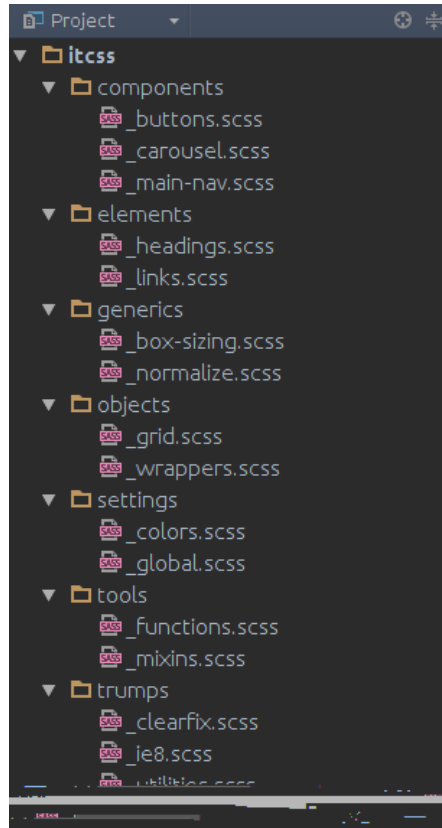 Project
itcss
components
_buttons.scss
_carousel.scss
_main-nav.scss
elements
_headings.scss
_links.scss
generics
_box-sizing.scss
_normalize.scss
objects
_grid.scss
_wrappers.scss
settings
_colors.scss
_global.scss
tools
_functions.scss
_mixins.scss
trumps
_clearfix.scss
_ie8.scss